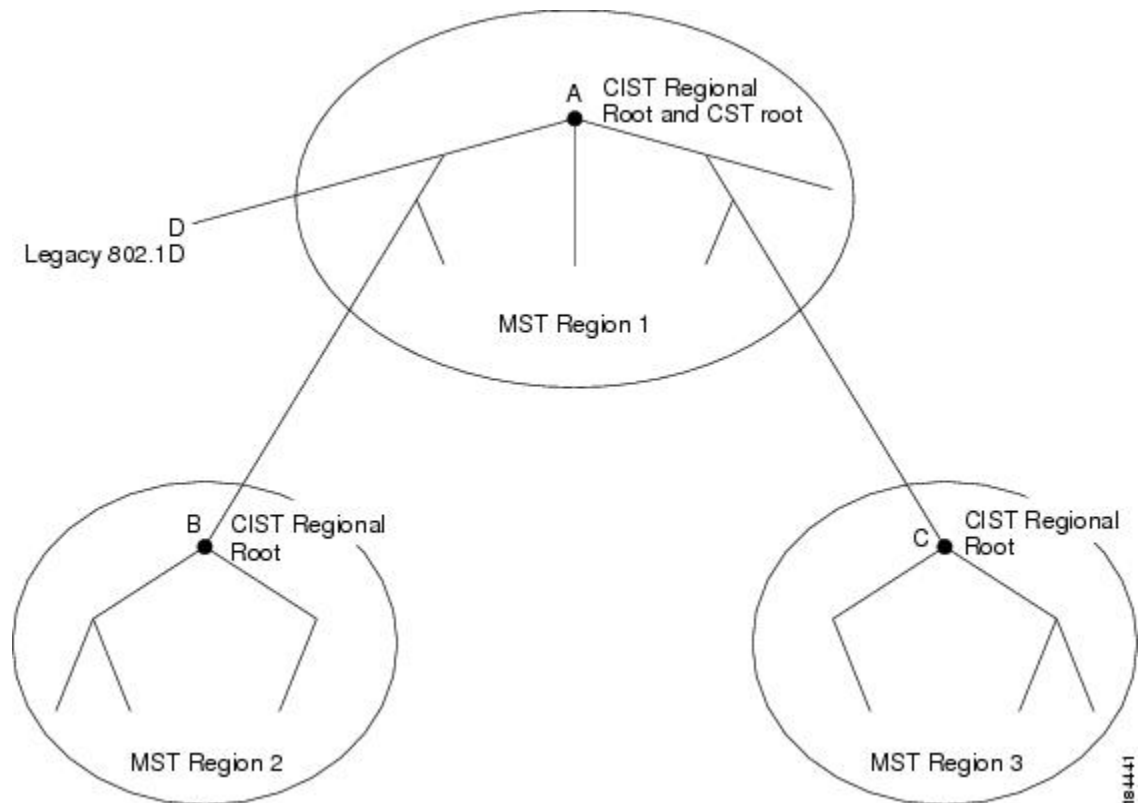 A
CIST Regional
Root and CST root
D
Legacy 802.1D
MST Region 1
B
CIST Regional
Root
C
CIST Regional
Root
MST Region 2
MST Region 3
184441